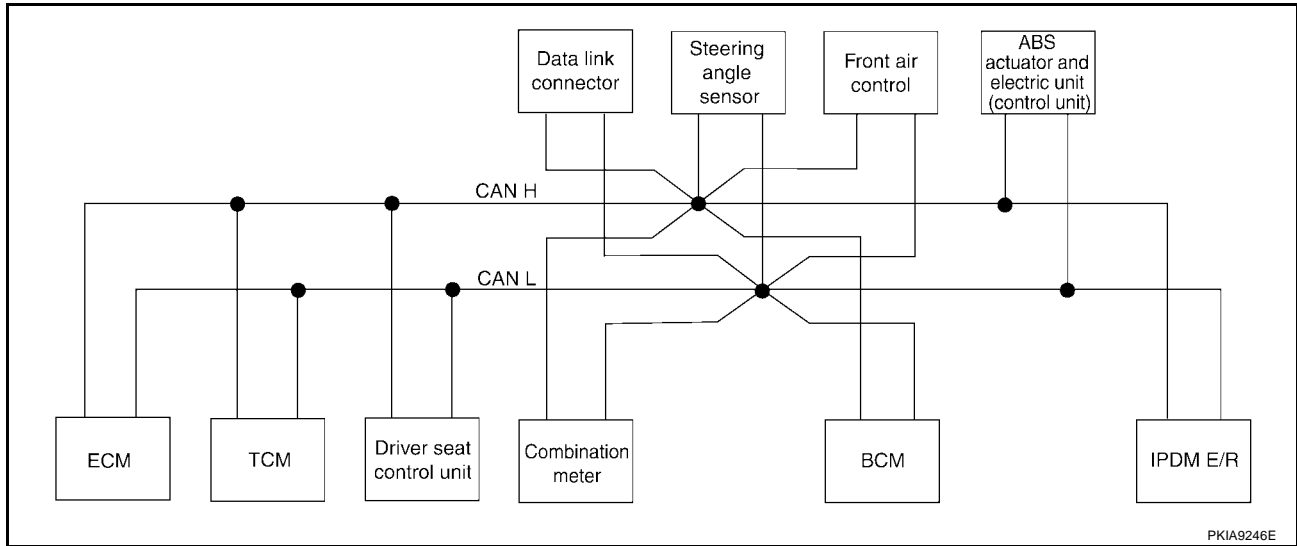 Data link
connector
Steering
angle
sensor
Front air
control
ABS
actuator and
electric unit
(control unit)
CAN H
CAN L
ECM
TCM
Driver seat
control unit
Combination
meter
BCM
IPDM E/R
PKIA9246E